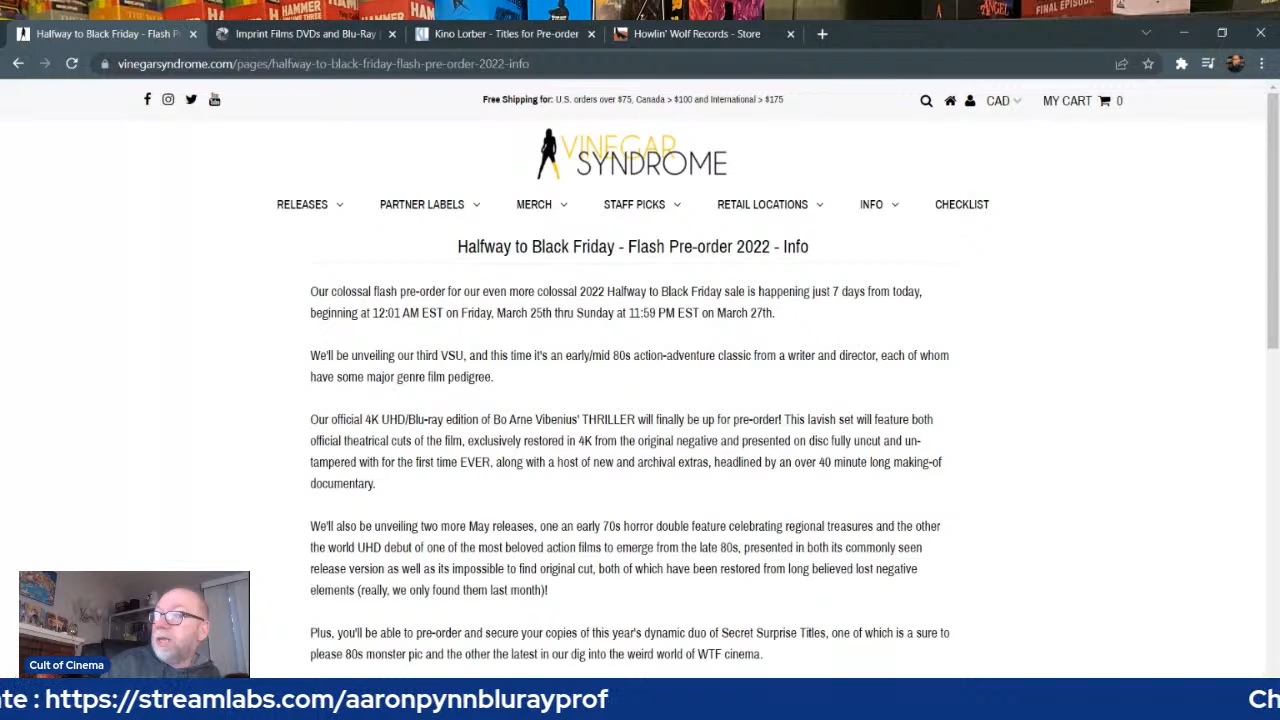 HAMMER
HAMMER
ANGEL
FINAL EPISODE
Halfway to Black Friday - Flash P
Imprint Films DVDs and Blu-Ray
Kino Lorber - Titles for Pre-order
Howlin' Wolf Records - Store
vinegarsyndrome.com/pages/halfway-to-black-friday-flash-pre-order-2022-info
Free Shipping for: U.S. orders over $75, Canada > $100 and International > $175
CAD
MY CART 0
VINEGAR
SYNDROME
RELEASES PARTNER LABELS MERCH STAFF PICKS RETAIL LOCATIONS INFO CHECKLIST
Halfway to Black Friday - Flash Pre-order 2022 - Info
Our colossal flash pre-order for our even more colossal 2022 Halfway to Black Friday sale is happening just 7 days from today,
beginning at 12:01 AM EST on Friday, March 25th thru Sunday at 11:59 PM EST on March 27th.
We'll be unveiling our third VSU, and this time it's an early/mid 80s action-adventure classic from a writer and director, each of whom
have some major genre film pedigree.
Our official 4K UHD/Blu-ray edition of Bo Arne Vibenius' THRILLER will finally be up for pre-order! This lavish set will feature both
official theatrical cuts of the film, exclusively restored in 4K from the original negative and presented on disc fully uncut and un-
tampered with for the first time EVER, along with a host of new and archival extras, headlined by an over 40 minute long making-of
documentary.
We'll also be unveiling two more May releases, one an early 70s horror double feature celebrating regional treasures and the other
the world UHD debut of one of the most beloved action films to emerge from the late 80s, presented in both its commonly seen
release version as well as its impossible to find original cut, both of which have been restored from long believed lost negative
elements (really, we only found them last month)!
Plus, you'll be able to pre-order and secure your copies of this year's dynamic duo of Secret Surprise Titles, one of which is a sure to
please 80s monster pic and the other the latest in our dig into the weird world of WTF cinema.
Cult of Cinema
ate : https://streamlabs.com/aaronpynnblurayprof
Ch